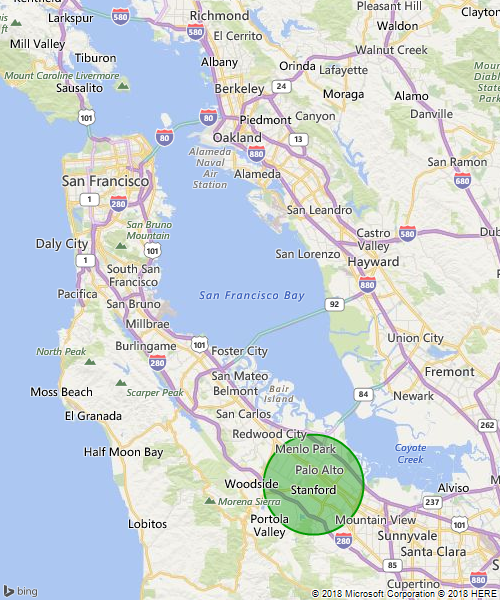 Kentfield
Richmond
Pleasant Hill
Larkspur
580
580
El Cerrito
Clayton
Walden
Mill Valley
Walnut Creek
Tiburon
Albany
Orinda
Lafayette
Mount Caroline Livermore
Berkeley
24
Sausalito
Moraga
Alamo
101
80
Piedmont
Canyon
Danville
80
Oakland
13
880
Alameda
Naval
Air
Station
San Ramon
San Francisco
Alameda
680
1
280
San Leandro
San Bruno
Mountain
Castro
Valley
580
Daly City
101
San Lorenzo
1
Hayward
South San
Francisco
880
Pacifica
San Francisco Bay
San Bruno
92
Millbrae
Union City
North Peak
Burlingame
101
Foster City
280
Fremont
San Mateo
Moss Beach
Scarper Peak
Belmont
Bair
Island
84
Newark
El Granada
San Carlos
262
Redwood City
Half Moon Bay
Menlo Park
Coyote
Creek
Palo Alto
Woodside
Stanford
Alviso
Morena Sierra
237
Lobitos
Portola
Valley
Mountain View
101
280
Sunnyvale
Santa Clara
85
Cupertino
280
bing
© 2018 Microsoft Corporation © 2018 HERE